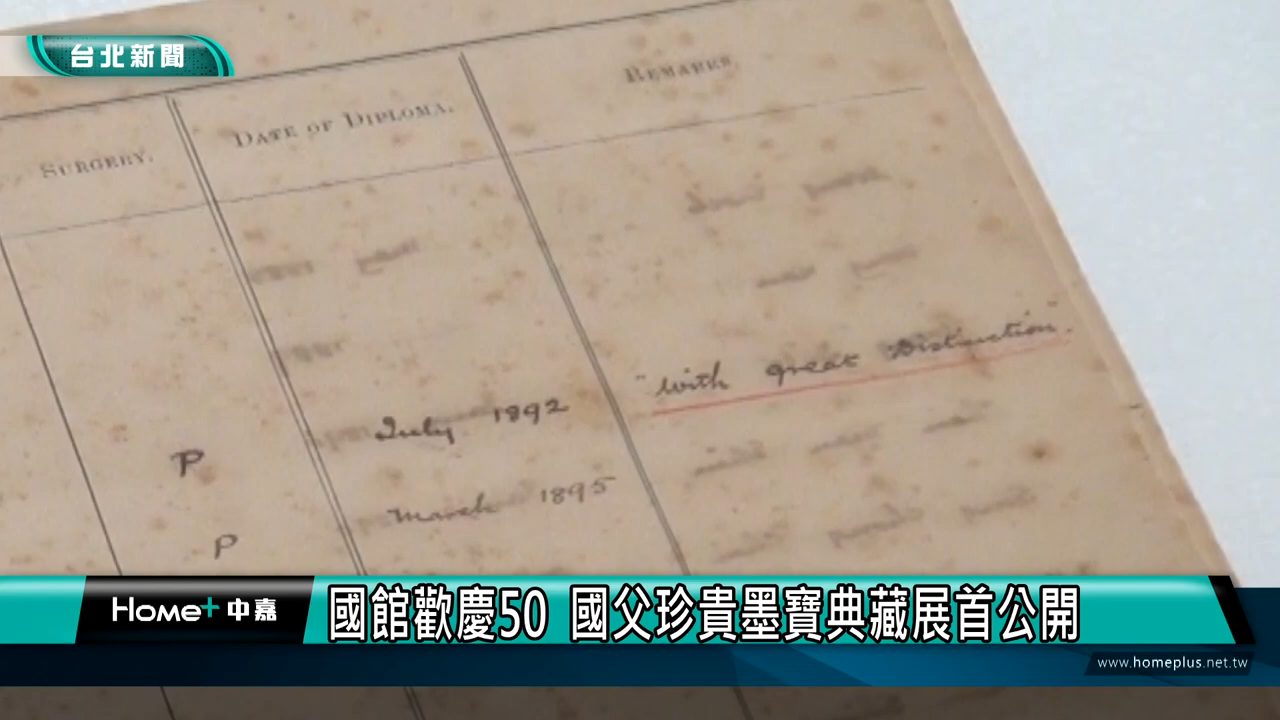 台北新聞
SURGERY. DATE OF DIPLOMA. REMARKS.
"With great Distinction".
P July 1892
P March 1895
Home+中嘉 國館歡慶50 國父珍貴墨寶典藏展首公開
www.homeplus.net.tw